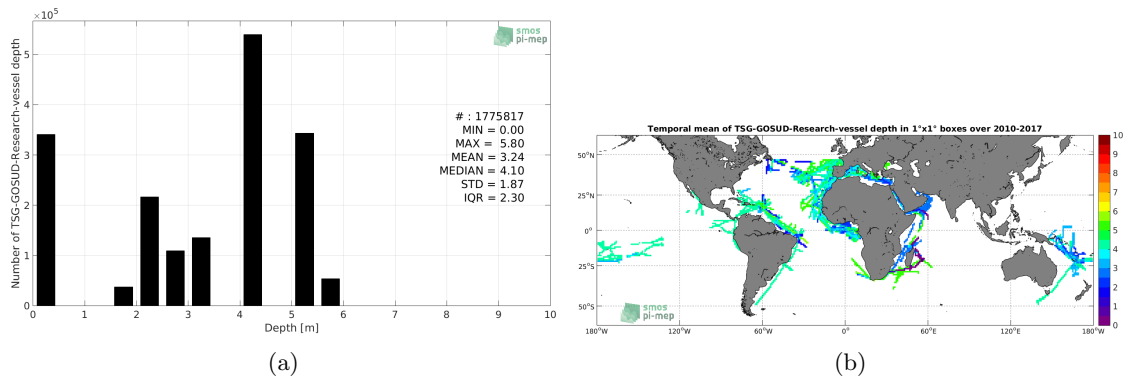 ×10⁵
smos
pi-mep
Number of TSG-GOSUD-Research-vessel depth
5
4
3
2
1
0
# : 1775817
MIN = 0.00
MAX = 5.80
MEAN = 3.24
MEDIAN = 4.10
STD = 1.87
IQR = 2.30
0 1 2 3 4 5 6 7 8 9 10
Depth [m]
(a)
Temporal mean of TSG-GOSUD-Research-vessel depth in 1°x1° boxes over 2010-2017
50°N
25°N
0°
25°S
50°S
smos
pi-mep
180°W 120°W 60°W 0° 60°E 120°E 180°W
10
9
8
7
6
5
4
3
2
1
0
(b)